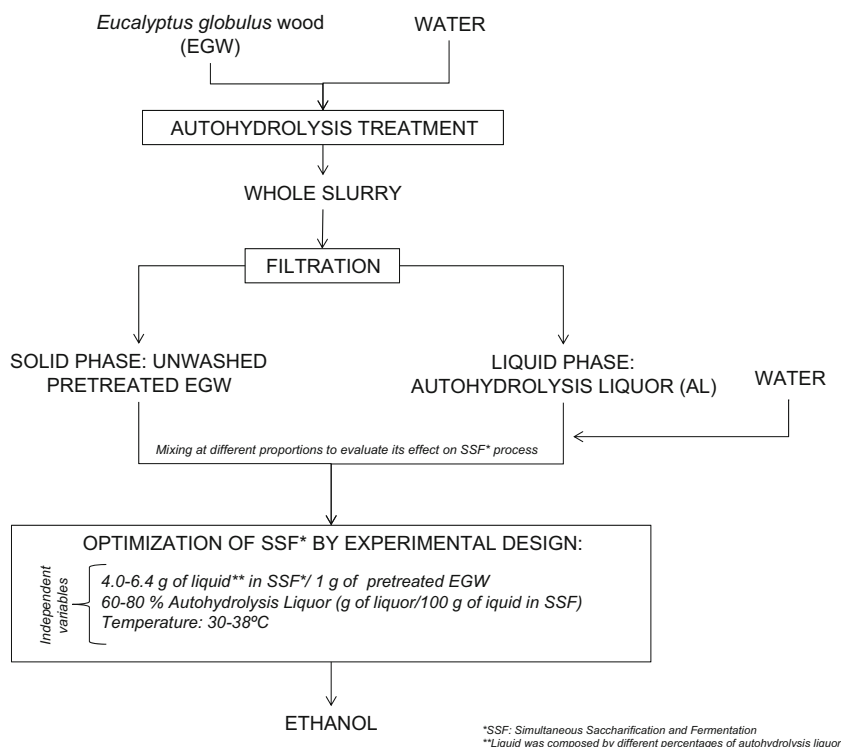 Eucalyptus globulus wood
(EGW)
WATER
AUTOHYDROLYSIS TREATMENT
WHOLE SLURRY
FILTRATION
SOLID PHASE: UNWASHED
PRETREATED EGW
LIQUID PHASE:
AUTOHYDROLYSIS LIQUOR (AL)
WATER
Mixing at different proportions to evaluate its effect on SSF* process
OPTIMIZATION OF SSF* BY EXPERIMENTAL DESIGN:
Independent
variables
4.0-6.4 g of liquid** in SSF*/ 1 g of pretreated EGW
60-80 % Autohydrolysis Liquor (g of liquor/100 g of iquid in SSF)
Temperature: 30-38ºC
ETHANOL
*SSF: Simultaneous Saccharification and Fermentation
**Liquid was composed by different percentages of autohydrolysis liquor